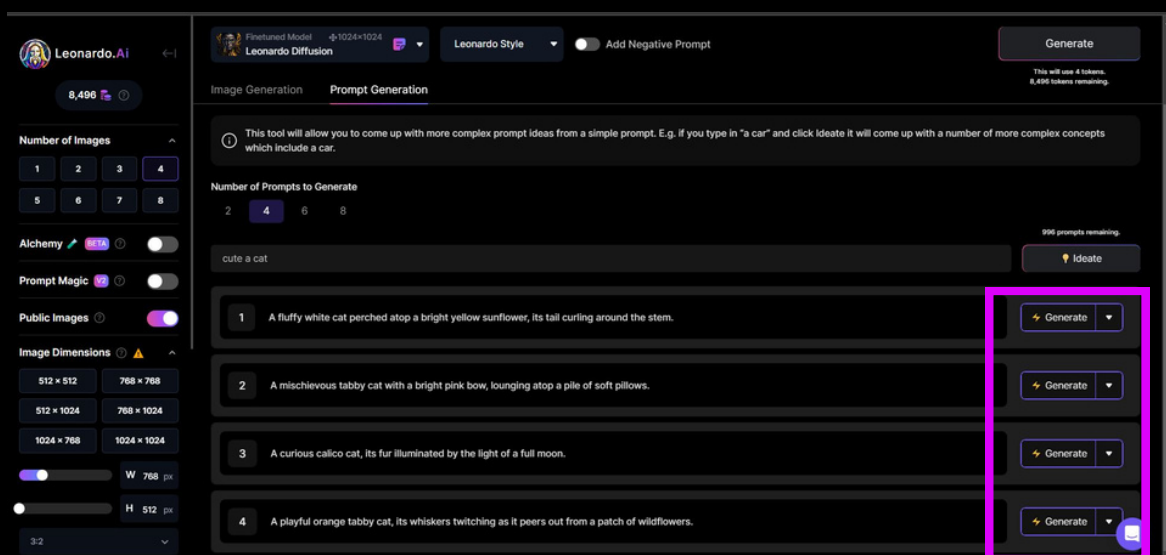 Leonardo.Ai
8,496
Number of Images
1 2 3 4
5 6 7 8
Alchemy BETA
Prompt Magic V2
Public Images
Image Dimensions
512 × 512 768 × 768
512 × 1024 768 × 1024
1024 × 768 1024 × 1024
W 768 px
H 512 px
3:2
Finetuned Model 1024×1024
Leonardo Diffusion
Leonardo Style
Add Negative Prompt
Generate
This will use 4 tokens.
8,496 tokens remaining.
Image Generation Prompt Generation
This tool will allow you to come up with more complex prompt ideas from a simple prompt. E.g. if you type in "a car" and click Ideate it will come up with a number of more complex concepts
which include a car.
Number of Prompts to Generate
2 4 6 8
996 prompts remaining.
cute a cat
Ideate
1 A fluffy white cat perched atop a bright yellow sunflower, its tail curling around the stem. Generate
2 A mischievous tabby cat with a bright pink bow, lounging atop a pile of soft pillows. Generate
3 A curious calico cat, its fur illuminated by the light of a full moon. Generate
4 A playful orange tabby cat, its whiskers twitching as it peers out from a patch of wildflowers. Generate